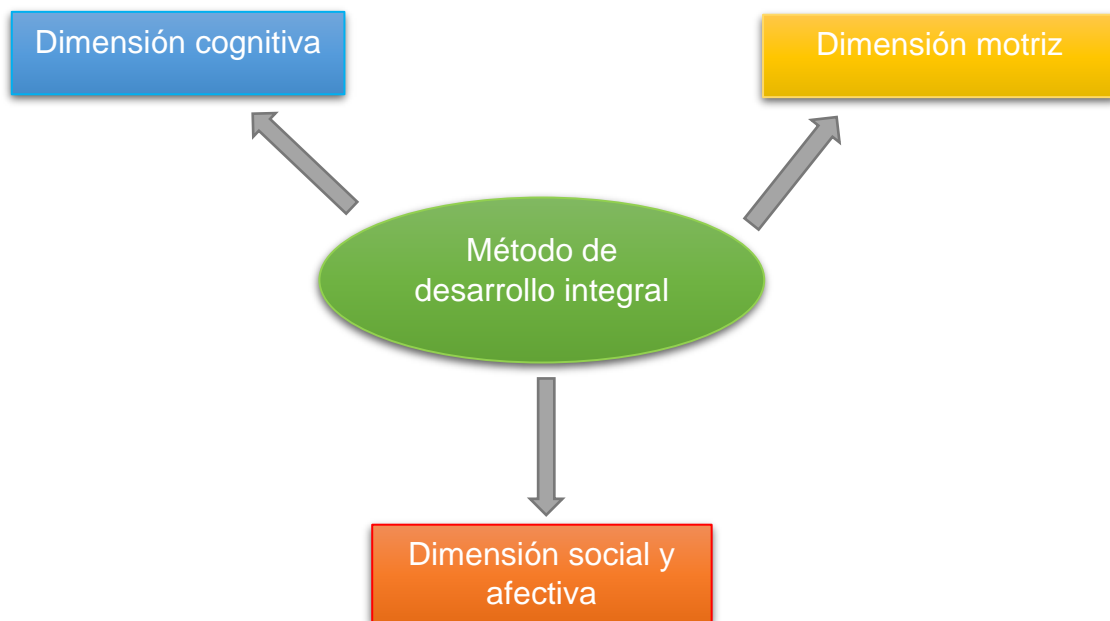 Dimensión cognitiva
Dimensión motriz
Método de
desarrollo integral
Dimensión social y
afectiva